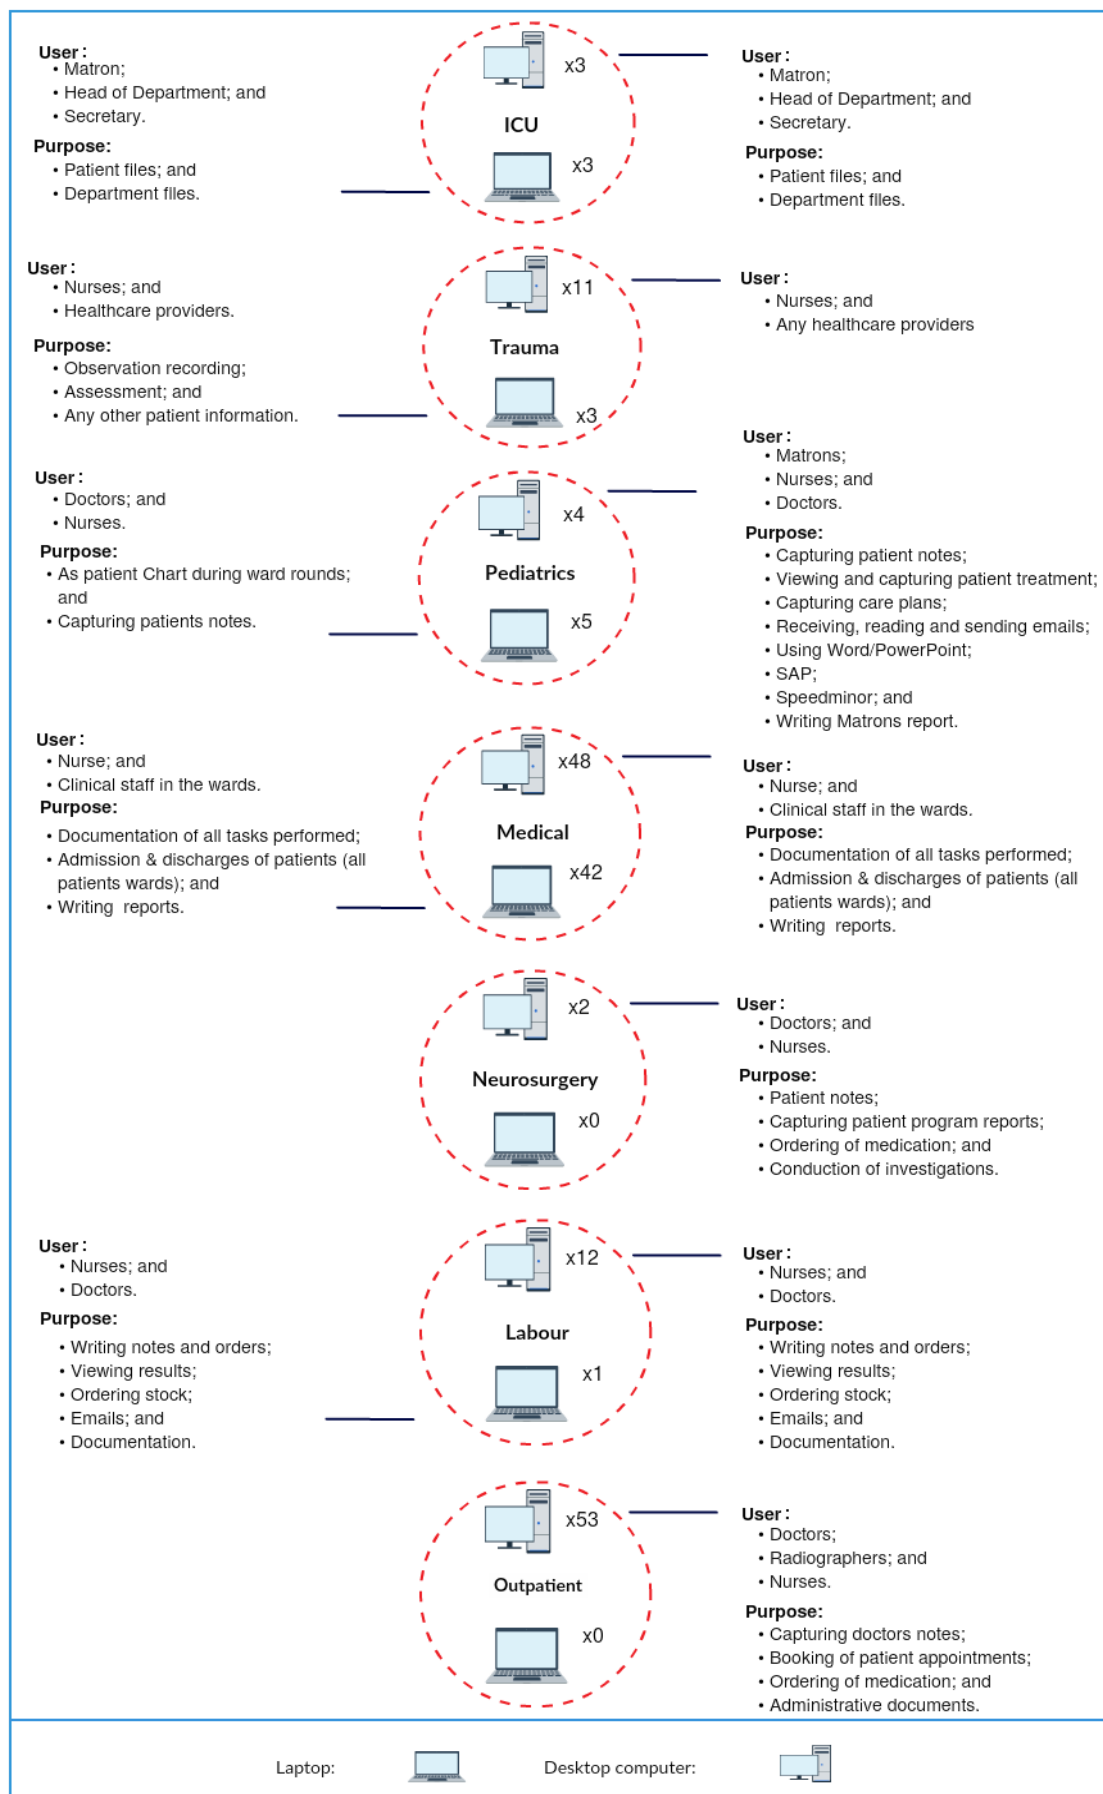 User:
• Matron;
• Head of Department; and
• Secretary.
Purpose:
• Patient files; and
• Department files.
x3
ICU
x3
User:
• Matron;
• Head of Department; and
• Secretary.
Purpose:
• Patient files; and
• Department files.
User:
• Nurses; and
• Healthcare providers.
Purpose:
• Observation recording;
• Assessment; and
• Any other patient information.
x11
Trauma
x3
User:
• Nurses; and
• Any healthcare providers
User:
• Doctors; and
• Nurses.
Purpose:
• As patient Chart during ward rounds;
and
• Capturing patients notes.
x4
Pediatrics
x5
User:
• Matrons;
• Nurses; and
• Doctors.
Purpose:
• Capturing patient notes;
• Viewing and capturing patient treatment;
• Capturing care plans;
• Receiving, reading and sending emails;
• Using Word/PowerPoint;
• SAP;
• Speedminor; and
• Writing Matrons report.
User:
• Nurse; and
• Clinical staff in the wards.
Purpose:
• Documentation of all tasks performed;
• Admission & discharges of patients (all
patients wards); and
• Writing reports.
x48
Medical
x42
User:
• Nurse; and
• Clinical staff in the wards.
Purpose:
• Documentation of all tasks performed;
• Admission & discharges of patients (all
patients wards); and
• Writing reports.
x2
Neurosurgery
x0
User:
• Doctors; and
• Nurses.
Purpose:
• Patient notes;
• Capturing patient program reports;
• Ordering of medication; and
• Conduction of investigations.
User:
• Nurses; and
• Doctors.
Purpose:
• Writing notes and orders;
• Viewing results;
• Ordering stock;
• Emails; and
• Documentation.
x12
Labour
x1
User:
• Nurses; and
• Doctors.
Purpose:
• Writing notes and orders;
• Viewing results;
• Ordering stock;
• Emails; and
• Documentation.
x53
Outpatient
x0
User:
• Doctors;
• Radiographers; and
• Nurses.
Purpose:
• Capturing doctors notes;
• Booking of patient appointments;
• Ordering of medication; and
• Administrative documents.
Laptop:
Desktop computer: